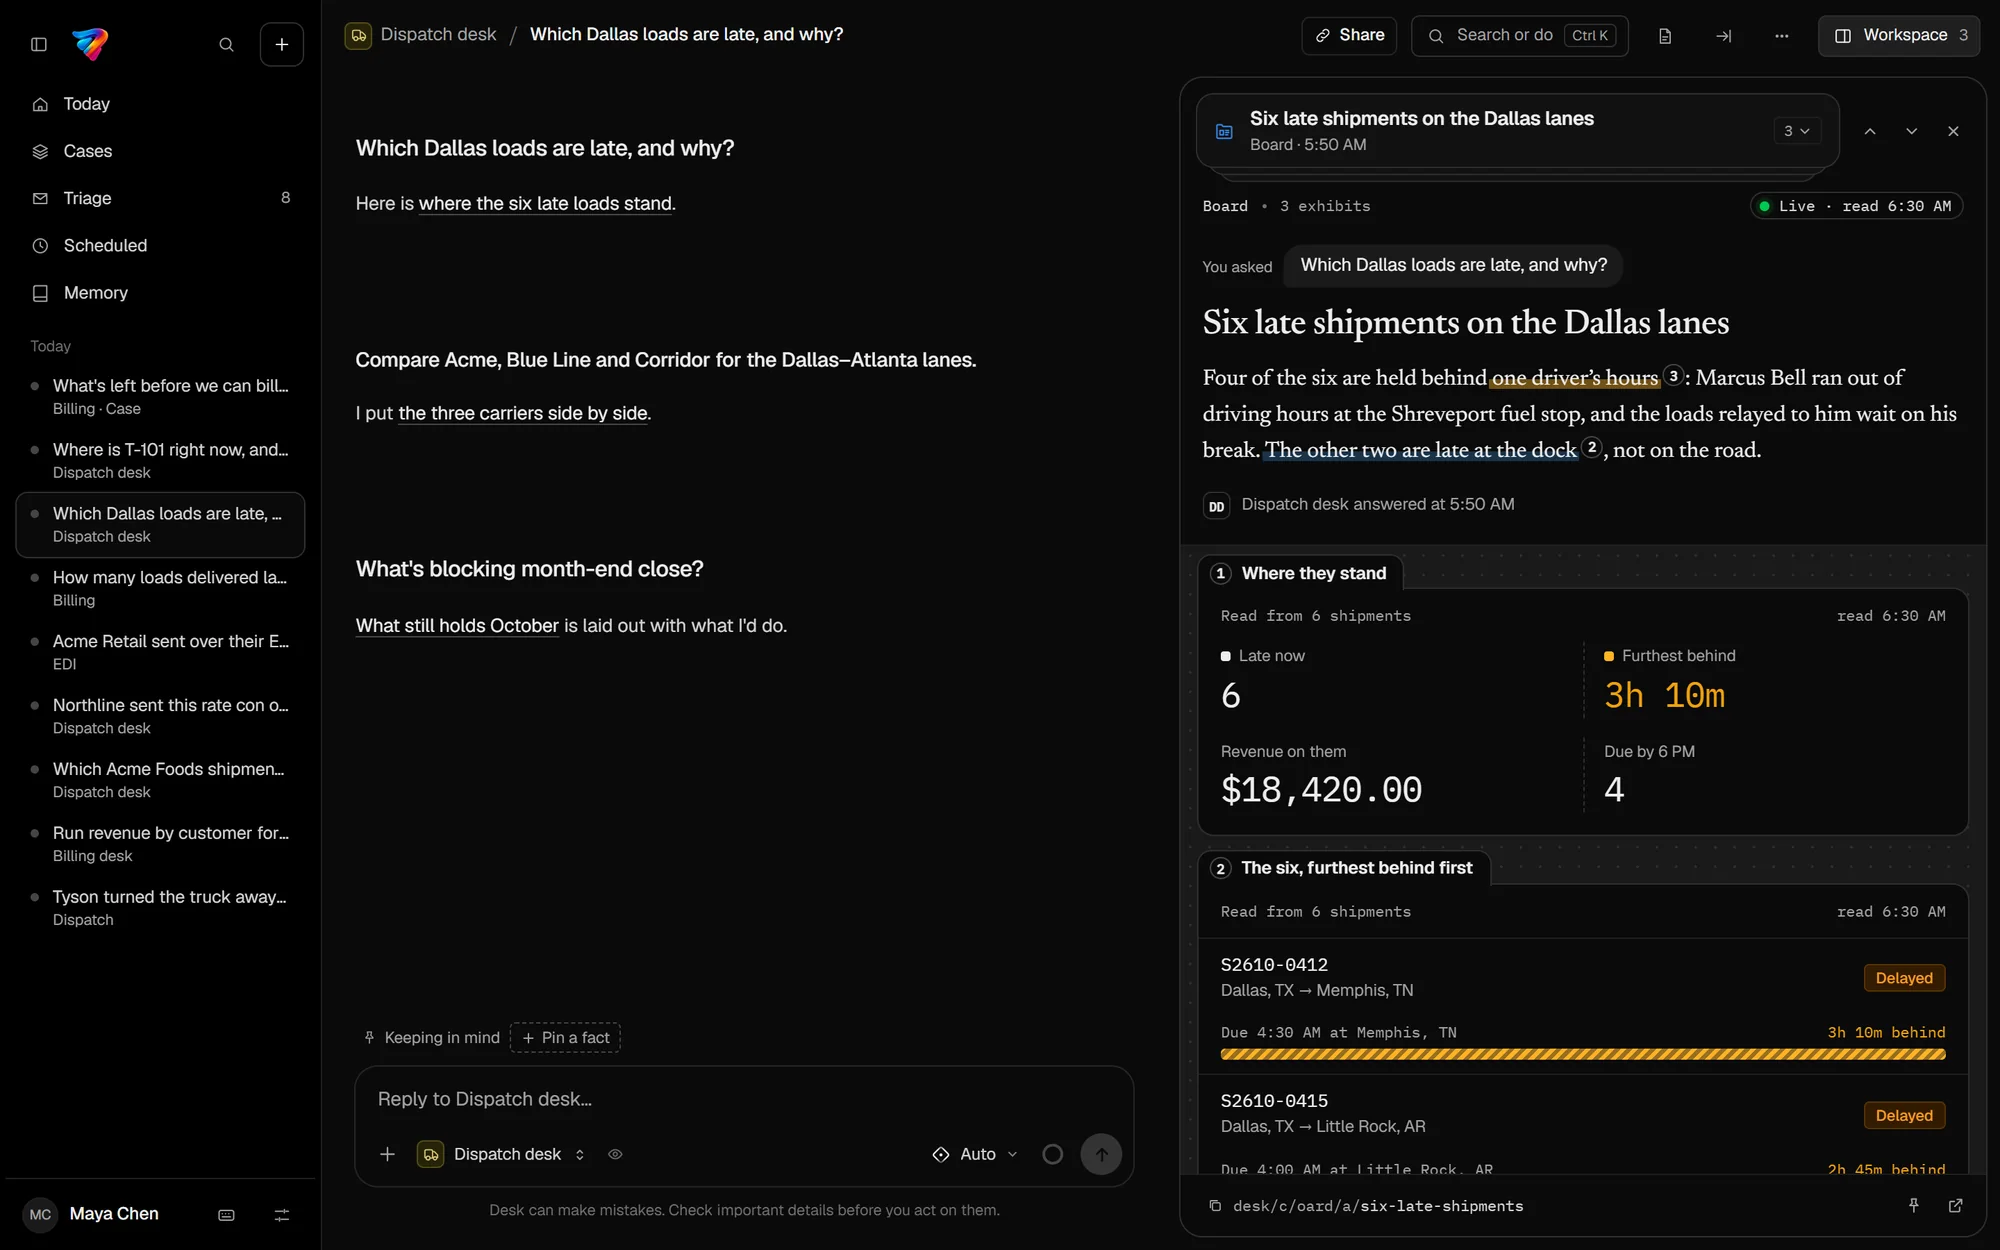 Today
Cases
Triage 8
Scheduled
Memory
Today
What's left before we can bill...
Billing · Case
Where is T-101 right now, and...
Dispatch desk
Which Dallas loads are late, ...
Dispatch desk
How many loads delivered la...
Billing
Acme Retail sent over their E...
EDI
Northline sent this rate con o...
Dispatch desk
Which Acme Foods shipmen...
Dispatch desk
Run revenue by customer for...
Billing desk
Tyson turned the truck away...
Dispatch
MC Maya Chen
Dispatch desk / Which Dallas loads are late, and why?
Share
Search or do Ctrl K
Workspace 3
Which Dallas loads are late, and why?
Here is where the six late loads stand.
Compare Acme, Blue Line and Corridor for the Dallas–Atlanta lanes.
I put the three carriers side by side.
What's blocking month-end close?
What still holds October is laid out with what I'd do.
Keeping in mind + Pin a fact
Reply to Dispatch desk...
Dispatch desk
Auto
Desk can make mistakes. Check important details before you act on them.
Six late shipments on the Dallas lanes
Board · 5:50 AM
3
Board • 3 exhibits
Live · read 6:30 AM
You asked Which Dallas loads are late, and why?
Six late shipments on the Dallas lanes
Four of the six are held behind one driver's hours 3 : Marcus Bell ran out of
driving hours at the Shreveport fuel stop, and the loads relayed to him wait on his
break. The other two are late at the dock 2 , not on the road.
DD Dispatch desk answered at 5:50 AM
1 Where they stand
Read from 6 shipments read 6:30 AM
Late now
6
Furthest behind
3h 10m
Revenue on them
$18,420.00
Due by 6 PM
4
2 The six, furthest behind first
Read from 6 shipments read 6:30 AM
S2610-0412
Dallas, TX → Memphis, TN
Delayed
Due 4:30 AM at Memphis, TN 3h 10m behind
S2610-0415
Dallas, TX → Little Rock, AR
Delayed
Due 4:00 AM at Little Rock, AR 2h 45m behind
desk/c/oard/a/six-late-shipments